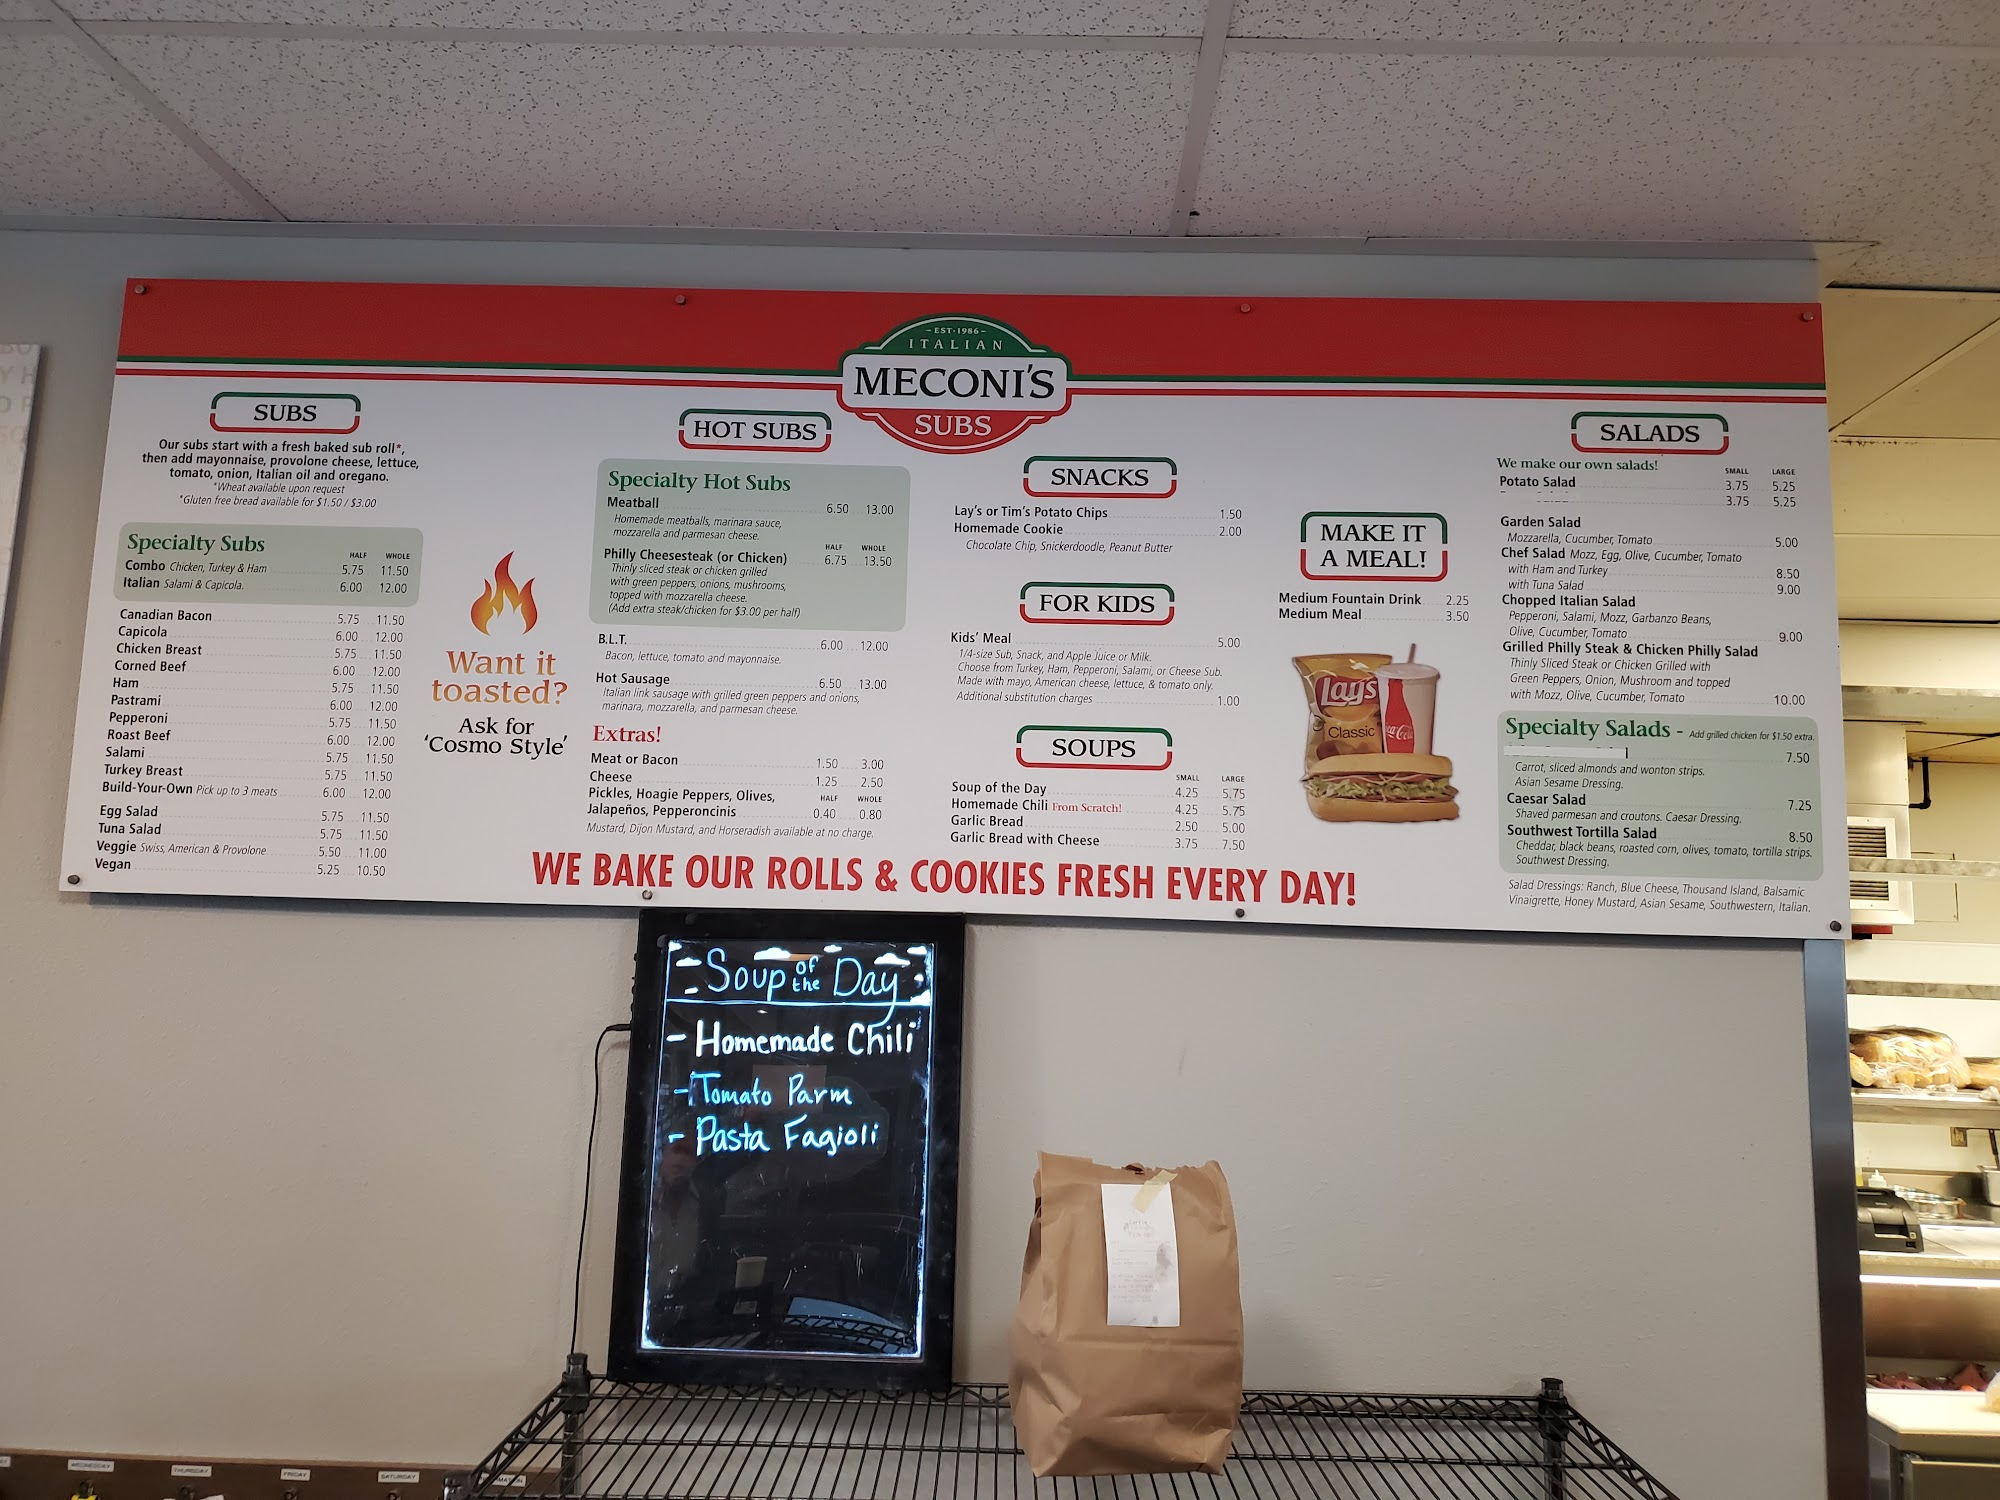 EST·1986
ITALIAN
MECONI'S
SUBS
SUBS
Our subs start with a fresh baked sub roll*,
then add mayonnaise, provolone cheese, lettuce,
tomato, onion, Italian oil and oregano.
*Wheat available upon request
*Gluten free bread available for $1.50 / $3.00
Specialty Subs
HALF WHOLE
Combo Chicken, Turkey & Ham 5.75 11.50
Italian Salami & Capicola. 6.00 12.00
Canadian Bacon 5.75 11.50
Capicola 6.00 12.00
Chicken Breast 5.75 11.50
Corned Beef 6.00 12.00
Ham 5.75 11.50
Pastrami 6.00 12.00
Pepperoni 5.75 11.50
Roast Beef 6.00 12.00
Salami 5.75 11.50
Turkey Breast 5.75 11.50
Build-Your-Own Pick up to 3 meats 6.00 12.00
Egg Salad 5.75 11.50
Tuna Salad 5.75 11.50
Veggie Swiss, American & Provolone 5.50 11.00
Vegan 5.25 10.50
Want it
toasted?
Ask for
'Cosmo Style'
HOT SUBS
Specialty Hot Subs
Meatball 6.50 13.00
Homemade meatballs, marinara sauce,
mozzarella and parmesan cheese.
HALF WHOLE
Philly Cheesesteak (or Chicken) 6.75 13.50
Thinly sliced steak or chicken grilled
with green peppers, onions, mushrooms,
topped with mozzarella cheese.
(Add extra steak/chicken for $3.00 per half)
B.L.T. 6.00 12.00
Bacon, lettuce, tomato and mayonnaise.
Hot Sausage 6.50 13.00
Italian link sausage with grilled green peppers and onions,
marinara, mozzarella, and parmesan cheese.
Extras!
Meat or Bacon 1.50 3.00
Cheese 1.25 2.50
Pickles, Hoagie Peppers, Olives, HALF WHOLE
Jalapeños, Pepperoncinis 0.40 0.80
Mustard, Dijon Mustard, and Horseradish available at no charge.
SNACKS
Lay's or Tim's Potato Chips 1.50
Homemade Cookie 2.00
Chocolate Chip, Snickerdoodle, Peanut Butter
FOR KIDS
Kids' Meal 5.00
1/4-size Sub, Snack, and Apple Juice or Milk.
Choose from Turkey, Ham, Pepperoni, Salami, or Cheese Sub.
Made with mayo, American cheese, lettuce, & tomato only.
Additional substitution charges 1.00
SOUPS
SMALL LARGE
Soup of the Day 4.25 5.75
Homemade Chili From Scratch! 4.25 5.75
Garlic Bread 2.50 5.00
Garlic Bread with Cheese 3.75 7.50
MAKE IT
A MEAL!
Medium Fountain Drink 2.25
Medium Meal 3.50
Lay's
Classic
Coca-Cola
SALADS
We make our own salads!
SMALL LARGE
Potato Salad 3.75 5.25
3.75 5.25
Garden Salad
Mozzarella, Cucumber, Tomato 5.00
Chef Salad Mozz, Egg, Olive, Cucumber, Tomato
with Ham and Turkey 8.50
with Tuna Salad 9.00
Chopped Italian Salad
Pepperoni, Salami, Mozz, Garbanzo Beans,
Olive, Cucumber, Tomato 9.00
Grilled Philly Steak & Chicken Philly Salad
Thinly Sliced Steak or Chicken Grilled with
Green Peppers, Onion, Mushroom and topped
with Mozz, Olive, Cucumber, Tomato 10.00
Specialty Salads - Add grilled chicken for $1.50 extra.
7.50
Carrot, sliced almonds and wonton strips.
Asian Sesame Dressing.
Caesar Salad 7.25
Shaved parmesan and croutons. Caesar Dressing.
Southwest Tortilla Salad 8.50
Cheddar, black beans, roasted corn, olives, tomato, tortilla strips.
Southwest Dressing.
Salad Dressings: Ranch, Blue Cheese, Thousand Island, Balsamic
Vinaigrette, Honey Mustard, Asian Sesame, Southwestern, Italian.
WE BAKE OUR ROLLS & COOKIES FRESH EVERY DAY!
Soup of the Day
- Homemade Chili
- Tomato Parm
- Pasta Fagioli
WEDNESDAY
THURSDAY
FRIDAY
SATURDAY